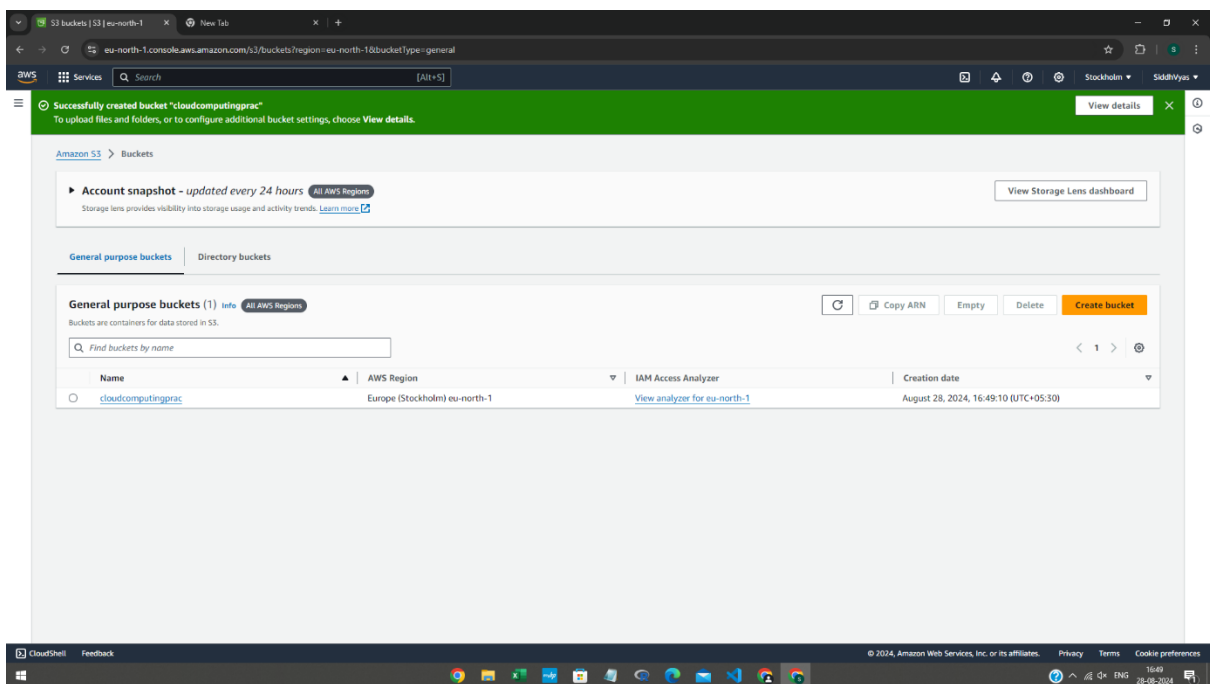 S3 buckets | S3 | eu-north-1
New Tab
eu-north-1.console.aws.amazon.com/s3/buckets?region=eu-north-1&bucketType=general
S
aws
Services
Search
[Alt+S]
Stockholm
SiddhVyas
Successfully created bucket "cloudcomputingprac"
To upload files and folders, or to configure additional bucket settings, choose View details.
View details
Amazon S3 > Buckets
Account snapshot - updated every 24 hours All AWS Regions
Storage lens provides visibility into storage usage and activity trends. Learn more
View Storage Lens dashboard
General purpose buckets
Directory buckets
General purpose buckets (1) Info All AWS Regions
Buckets are containers for data stored in S3.
Copy ARN
Empty
Delete
Create bucket
Find buckets by name
< 1 >
Name AWS Region IAM Access Analyzer Creation date
cloudcomputingprac Europe (Stockholm) eu-north-1 View analyzer for eu-north-1 August 28, 2024, 16:49:10 (UTC+05:30)
CloudShell Feedback © 2024, Amazon Web Services, Inc. or its affiliates. Privacy Terms Cookie preferences
ENG
16:49
28-08-2024